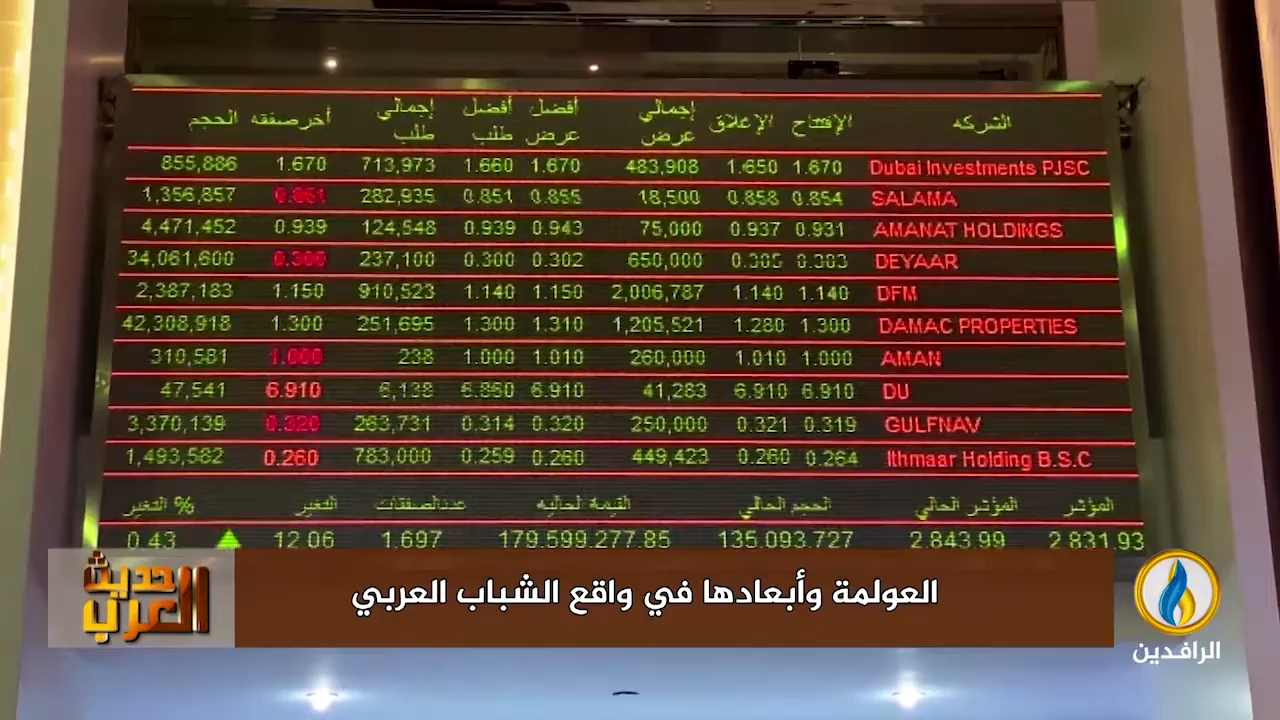 الشركه الإفتتاح الإغلاق إجمالي عرض أفضل عرض أفضل طلب إجمالي طلب أخر صفقه الحجم
Dubai Investments PJSC 1.670 1.650 483,908 1.670 1.660 713,973 1.670 855,886
SALAMA 0.854 0.858 18,500 0.855 0.851 282,935 0.851 1,356,857
AMANAT HOLDINGS 0.931 0.937 75,000 0.943 0.939 124,548 0.939 4,471,452
DEYAAR 0.303 0.305 650,000 0.302 0.300 237,100 0.300 34,061,600
DFM 1.140 1.140 2,006,787 1.150 1.140 910,523 1.150 2,387,183
DAMAC PROPERTIES 1.300 1.280 1,205,521 1.310 1.300 251,695 1.300 42,308,918
AMAN 1.000 1.010 260,000 1.010 1.000 238 1.000 310,581
DU 6.910 6.910 41,283 6.910 6.860 6,138 6.910 47,541
GULFNAV 0.319 0.321 250,000 0.320 0.314 263,731 0.320 3,370,139
Ithmaar Holding B.S.C 0.264 0.260 449,423 0.260 0.259 783,000 0.260 1,493,582
المؤشر المؤشر الحالي الحجم الحالي القيمة الحاليه عددالصفقات التغير % التغير
2831.93 2,843.99 135,093,727 179,599,277.85 1,697 12.06 0.43
حديث العرب
العولمة وأبعادها في واقع الشباب العربي
الرافدين